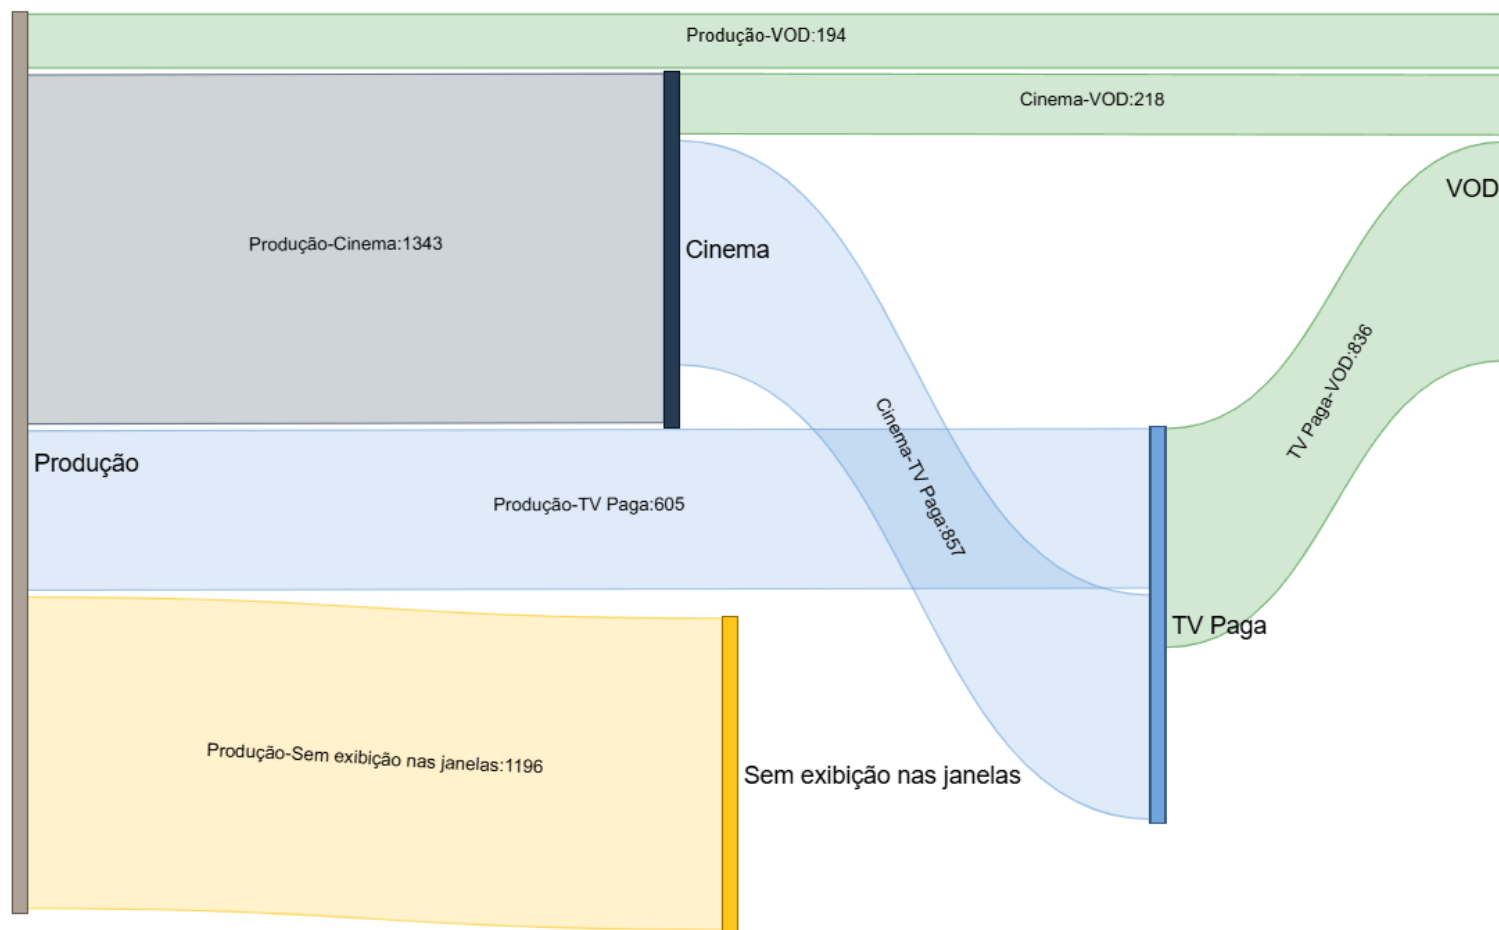 Produção-VOD:194
Cinema-VOD:218
VOD
Produção-Cinema:1343
Cinema
TV Paga-VOD:836
Cinema-TV Paga:857
Produção
Produção-TV Paga:605
TV Paga
Produção-Sem exibição nas janelas:1196
Sem exibição nas janelas